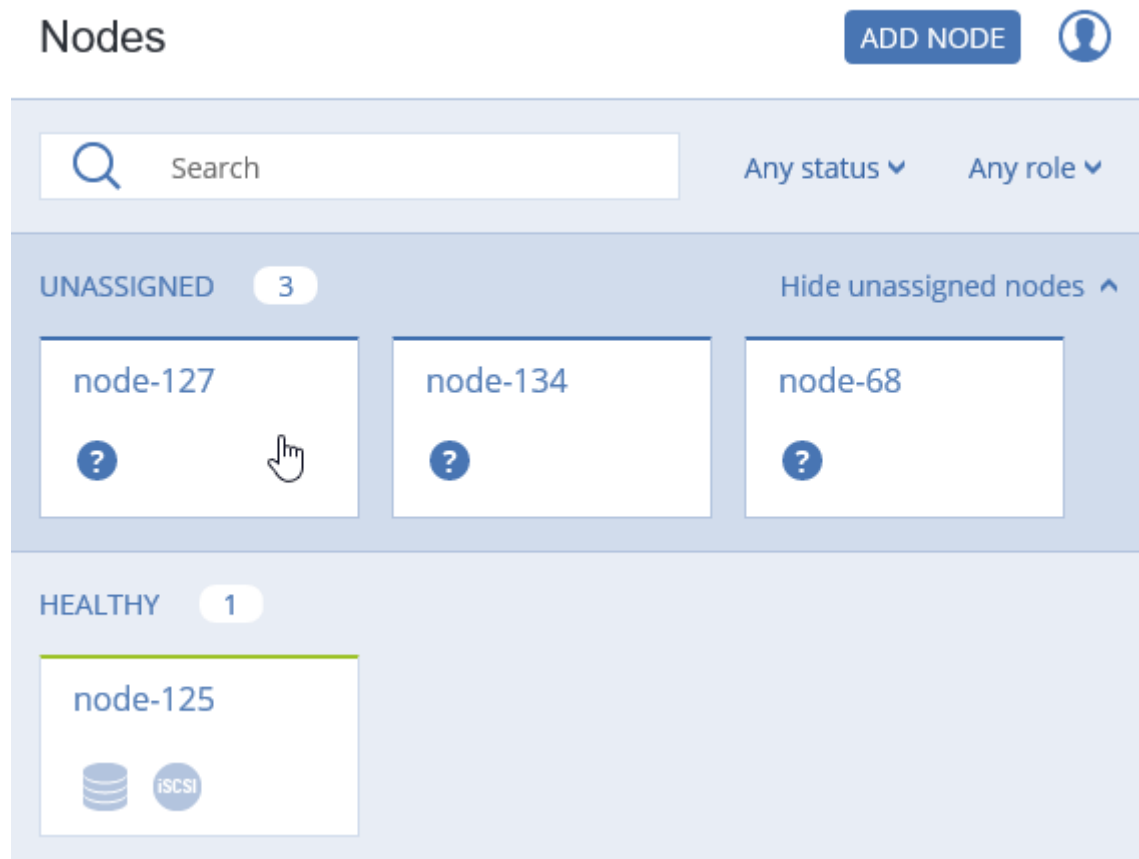 Nodes
ADD NODE
Search
Any status
Any role
UNASSIGNED 3
Hide unassigned nodes
node-127
node-134
node-68
?
?
?
HEALTHY 1
node-125
iSCSI